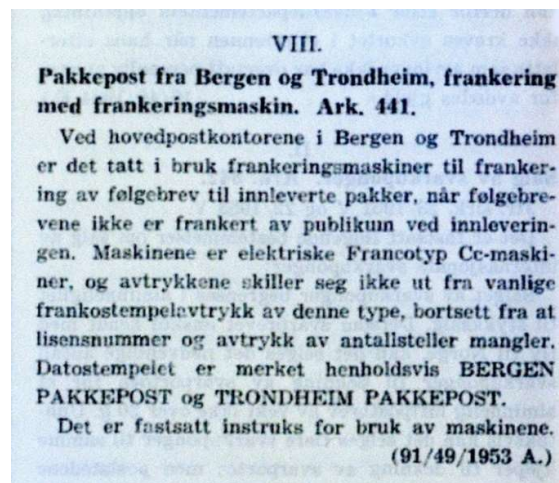 VIII.
Pakkepost fra Bergen og Trondheim, frankering
med frankeringsmaskin. Ark. 441.
Ved hovedpostkontorene i Bergen og Trondheim
er det tatt i bruk frankeringsmaskiner til franker-
ing av følgebrev til innleverte pakker, når følgebre-
vene ikke er frankert av publikum ved innleverin-
gen. Maskinene er elektriske Francotyp Cc-maski-
ner, og avtrykkene skiller seg ikke ut fra vanlige
frankostempelavtrykk av denne type, bortsett fra at
lisensnummer og avtrykk av antallsteller mangler.
Datostempelet er merket henholdsvis BERGEN
PAKKEPOST og TRONDHEIM PAKKEPOST.
Det er fastsatt instruks for bruk av maskinene.
(91/49/1953 A.)